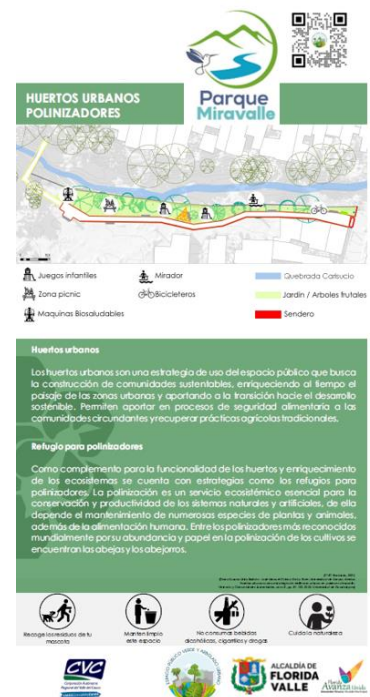 Parque
Miravalle
HUERTOS URBANOS
POLINIZADORES
Juegos infantiles
Mirador
Quebrada Carisucio
Zona picnic
Bicicleteros
Jardin / Arboles frutales
Maquinas Biosaludables
Sendero
Huertos urbanos
Los huertos urbanos son una estrategia de uso del espacio público que busca
la construcción de comunidades sustentables, enriqueciendo al tiempo el
paisaje de las zonas urbanas y aportando a la transición hacie el desarrollo
sostenible. Permiten aportar en procesos de seguridad alimentaria a las
comunidades circundantes y recuperar prácticas agrícolas tradicionales.
Refugio para polinizadores
Como complemento para la funcionalidad de los huertos y enriquecimiento
de los ecosistemas se cuenta con estrategias como los refugios para
polinizadores. La polinización es un servicio ecosistémico esencial para la
conservación y productividad de los sistemas naturales y artificiales, de ella
depende el mantenimiento de numerosas especies de plantas y animales,
además de la alimentación humana. Entre los polinizadores más reconocidos
mundialmente por su abundancia y papel en la polinización de los cultivos se
encuentran las abejas y los abejorros.
Recoge los residuos de tu
mascota
Manten limpio
este espacio
No consumas bebidas
alcohólicas, cigarrillos y drogas
Cuida la naturaleza
CVC
ALCALDÍA DE
FLORIDA
VALLE
Avanza